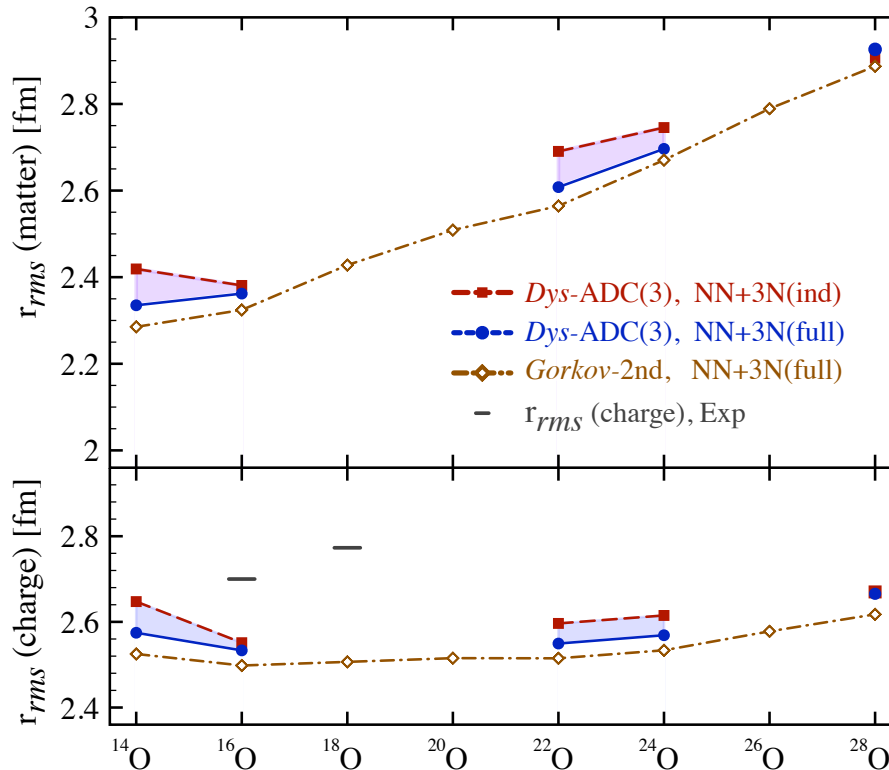 3
2.8
2.6
2.4
2.2
2
r_rms (matter) [fm]
Dys-ADC(3), NN+3N(ind)
Dys-ADC(3), NN+3N(full)
Gorkov-2nd, NN+3N(full)
r_rms (charge), Exp
2.8
2.6
2.4
r_rms (charge) [fm]
¹⁴O ¹⁶O ¹⁸O ²⁰O ²²O ²⁴O ²⁶O ²⁸O